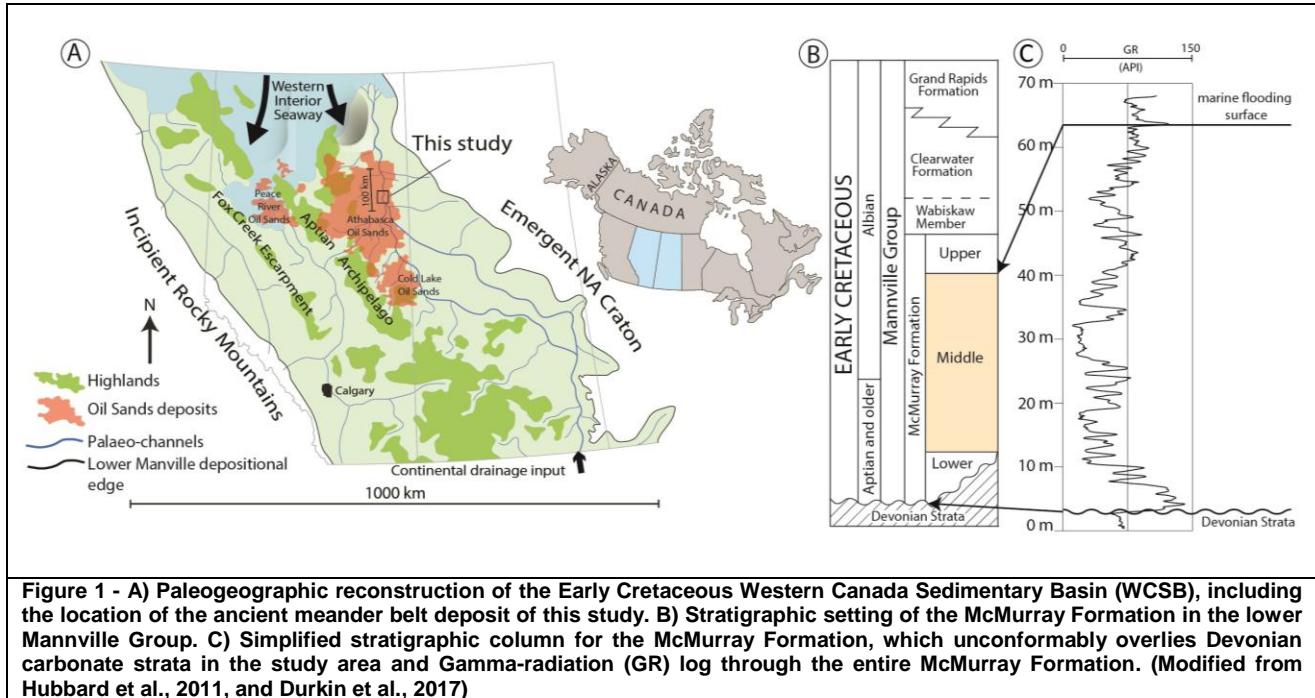 A
Western
Interior
Seaway
This study
100 km
Peace
River
Oil Sands
Athabasca
Oil Sands
Fox Creek Escarpment
Aptian Archipelago
Cold Lake
Oil Sands
Incipient Rocky Mountains
Emergent NA Craton
N
Highlands
Oil Sands deposits
Palaeo-channels
Lower Manville depositional
edge
Calgary
Continental drainage input
1000 km
ALASKA
CANADA
B
EARLY CRETACEOUS
Albian
Aptian and older
Mannville Group
McMurray Formation
Grand Rapids
Formation
Clearwater
Formation
Wabiskaw
Member
Upper
Middle
Lower
Devonian Strata
C
0 GR 150
(API)
70 m
60 m
50 m
40 m
30 m
20 m
10 m
0 m
marine flooding
surface
Devonian Strata
Figure 1 - A) Paleogeographic reconstruction of the Early Cretaceous Western Canada Sedimentary Basin (WCSB), including
the location of the ancient meander belt deposit of this study. B) Stratigraphic setting of the McMurray Formation in the lower
Mannville Group. C) Simplified stratigraphic column for the McMurray Formation, which unconformably overlies Devonian
carbonate strata in the study area and Gamma-radiation (GR) log through the entire McMurray Formation. (Modified from
Hubbard et al., 2011, and Durkin et al., 2017)